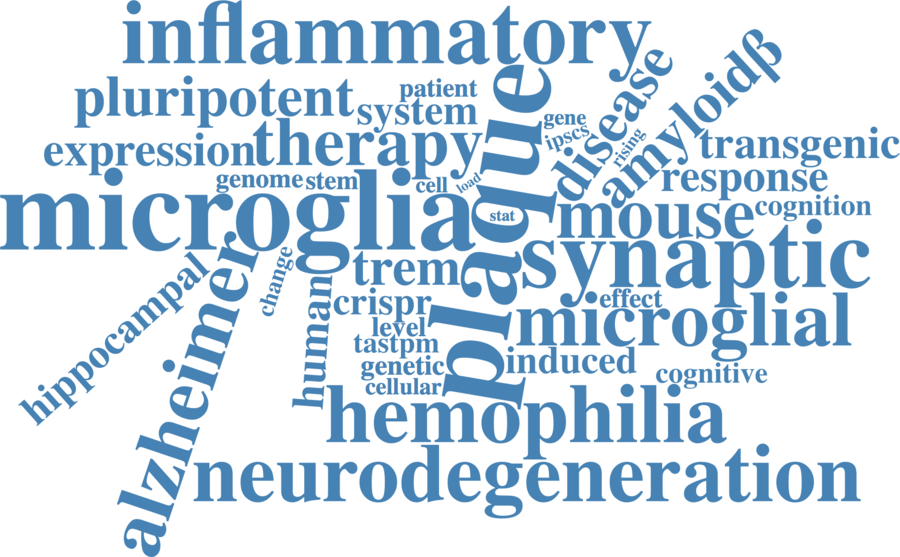 inflammatory
pluripotent
patient
system
plaque
gene
ipscs
disease
rising
amyloidβ
expression
therapy
transgenic
genome
stem
cell
load
response
microglia
stat
mouse
cognition
synaptic
hippocampal
alzheimer
change
human
trem
crispr
level
tastpm
genetic
cellular
effect
microglial
induced
cognitive
hemophilia
neurodegeneration